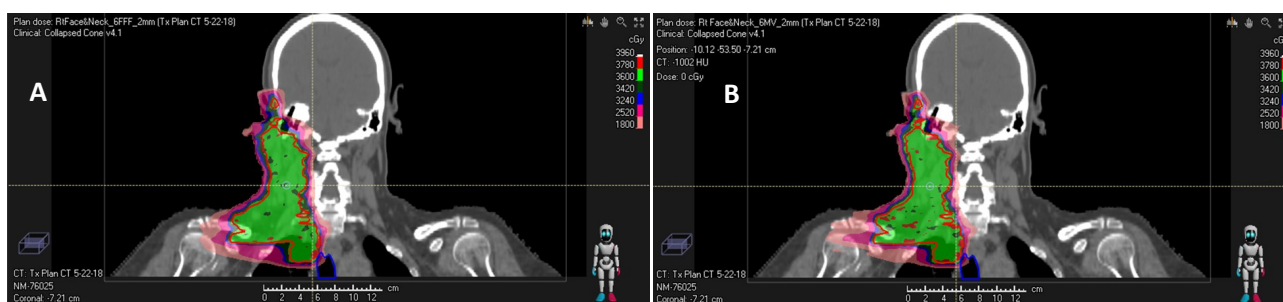 Plan dose: RtFace&Neck_6FFF_2mm (Tx Plan CT 5-22-18)
Clinical: Collapsed Cone v4.1
A
cGy
3960
3780
3600
3420
3240
2520
1800
CT: Tx Plan CT 5-22-18)
NM-76025
Coronal: -7.21 cm
0 2 4 6 8 10 12 cm
Plan dose: Rt Face&Neck_6MV_2mm (Tx Plan CT 5-22-18)
Clinical: Collapsed Cone v4.1
Position: -10.12 -53.50 -7.21 cm
CT: -1002 HU
Dose: 0 cGy
B
cGy
3960
3780
3600
3420
3240
2520
1800
CT: Tx Plan CT 5-22-18)
NM-76025
Coronal: -7.21 cm
0 2 4 6 8 10 12 cm